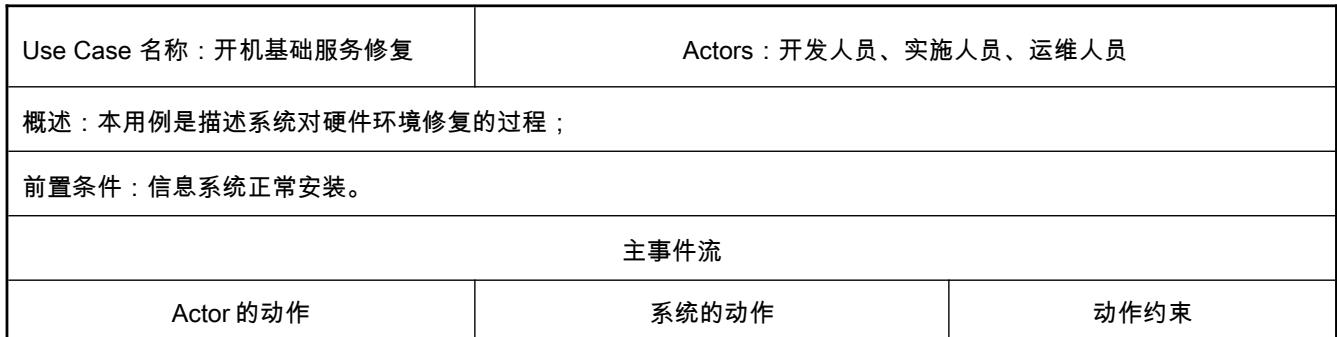 Use Case 名称：开机基础服务修复
Actors：开发人员、实施人员、运维人员
概述：本用例是描述系统对硬件环境修复的过程；
前置条件：信息系统正常安装。
主事件流
Actor 的动作
系统的动作
动作约束